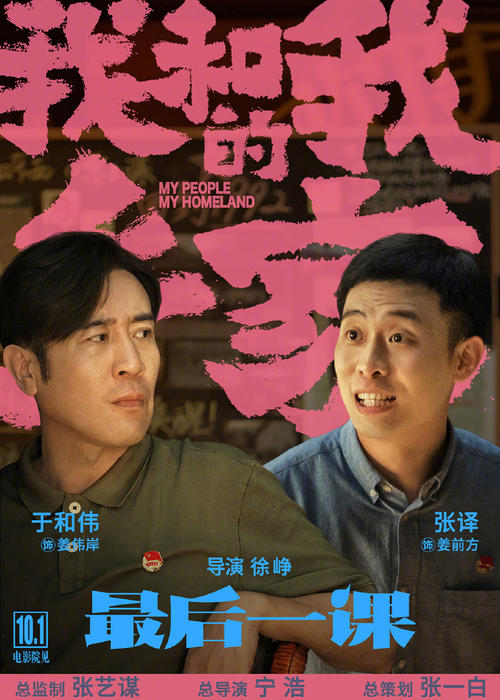 我和我
的
家乡
MY PEOPLE
MY HOMELAND
于和伟
饰 姜伟岸
张译
饰 姜前方
导演 徐峥
最后一课
10.1
电影院见
总监制 张艺谋
总导演 宁浩
总策划 张一白